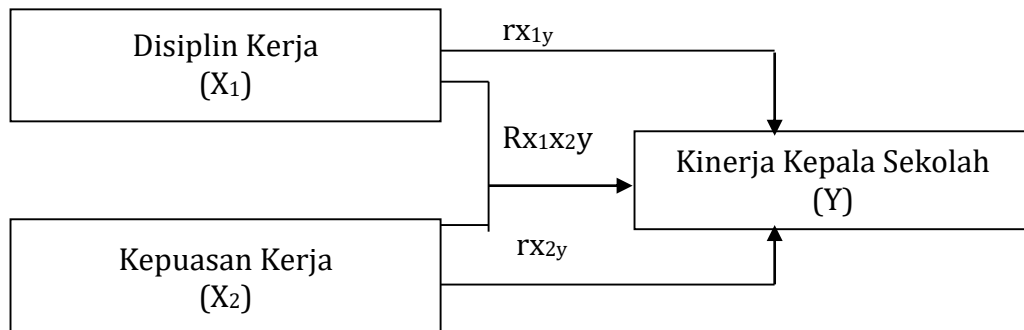 Disiplin Kerja
(X₁)
rx₁y
Rx₁x₂y
Kinerja Kepala Sekolah
(Y)
Kepuasan Kerja
(X₂)
rx₂y